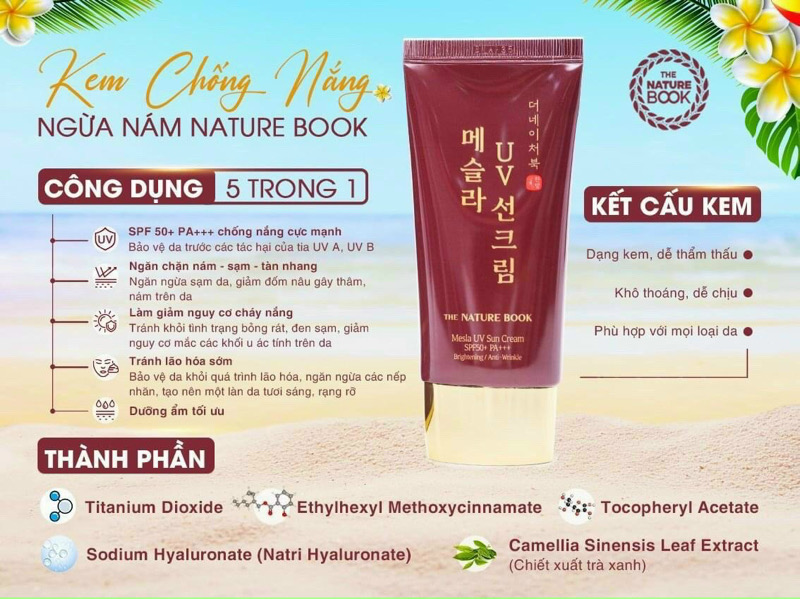 Kem Chống Nắng
NGỪA NÁM NATURE BOOK
THE
NATURE
BOOK
CÔNG DỤNG 5 TRONG 1
UV
SPF 50+ PA+++ chống nắng cực mạnh
Bảo vệ da trước các tác hại của tia UV A, UV B
Ngăn chặn nám - sạm - tàn nhang
Ngăn ngừa sạm da, giảm đốm nâu gây thâm,
nám trên da
Làm giảm nguy cơ cháy nắng
Tránh khỏi tình trạng bỏng rát, đen sạm, giảm
nguy cơ mắc các khối u ác tính trên da
Tránh lão hóa sớm
Bảo vệ da khỏi quá trình lão hóa, ngăn ngừa các nếp
nhăn, tạo nên một làn da tươi sáng, rạng rỡ
Dưỡng ẩm tối ưu
더네이처북
메슬라
UV 선크림
THE NATURE BOOK
Mesla UV Sun Cream
SPF50+ PA+++
Brightening / Anti-Wrinkle
KẾT CẤU KEM
Dạng kem, dễ thẩm thấu
Khô thoáng, dễ chịu
Phù hợp với mọi loại da
THÀNH PHẦN
Titanium Dioxide
Ethylhexyl Methoxycinnamate
Tocopheryl Acetate
Sodium Hyaluronate (Natri Hyaluronate)
Camellia Sinensis Leaf Extract
(Chiết xuất trà xanh)